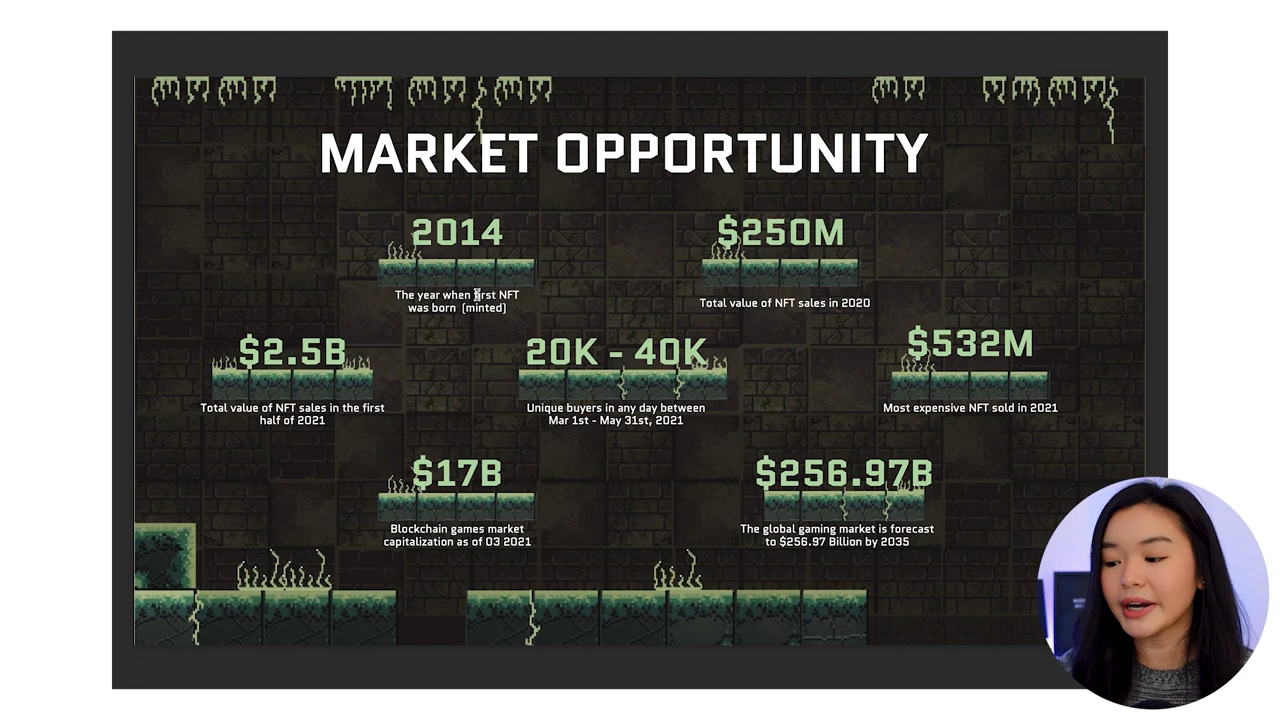 MARKET OPPORTUNITY
2014
The year when first NFT
was born (minted)
$250M
Total value of NFT sales in 2020
$2.5B
Total value of NFT sales in the first
half of 2021
20K - 40K
Unique buyers in any day between
Mar 1st - May 31st, 2021
$532M
Most expensive NFT sold in 2021
$17B
Blockchain games market
capitalization as of 03 2021
$256.97B
The global gaming market is forecast
to $256.97 Billion by 2035